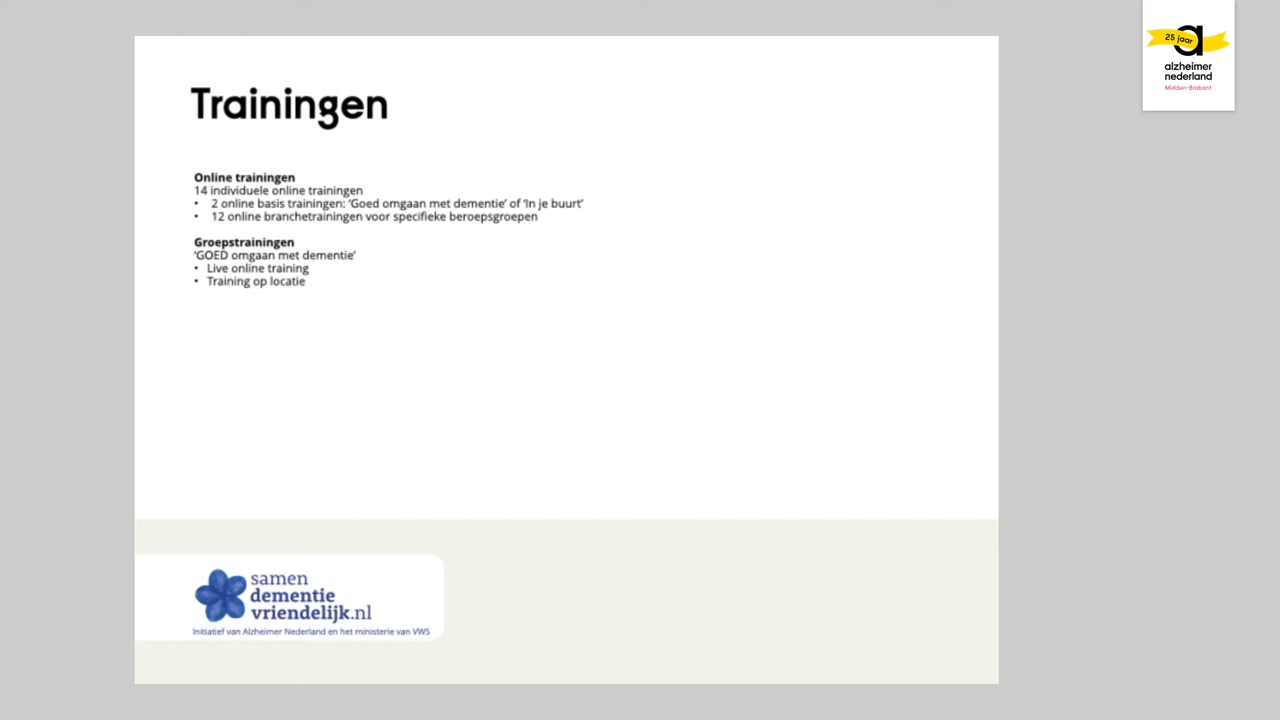 25 jaar
alzheimer
nederland
Midden-Brabant
Trainingen
Online trainingen
14 individuele online trainingen
• 2 online basis trainingen: ‘Goed omgaan met dementie’ of ‘In je buurt’
• 12 online branchetrainingen voor specifieke beroepsgroepen
Groepstrainingen
‘GOED omgaan met dementie’
• Live online training
• Training op locatie
samen
dementie
vriendelijk.nl
Initiatief van Alzheimer Nederland en het ministerie van VWS